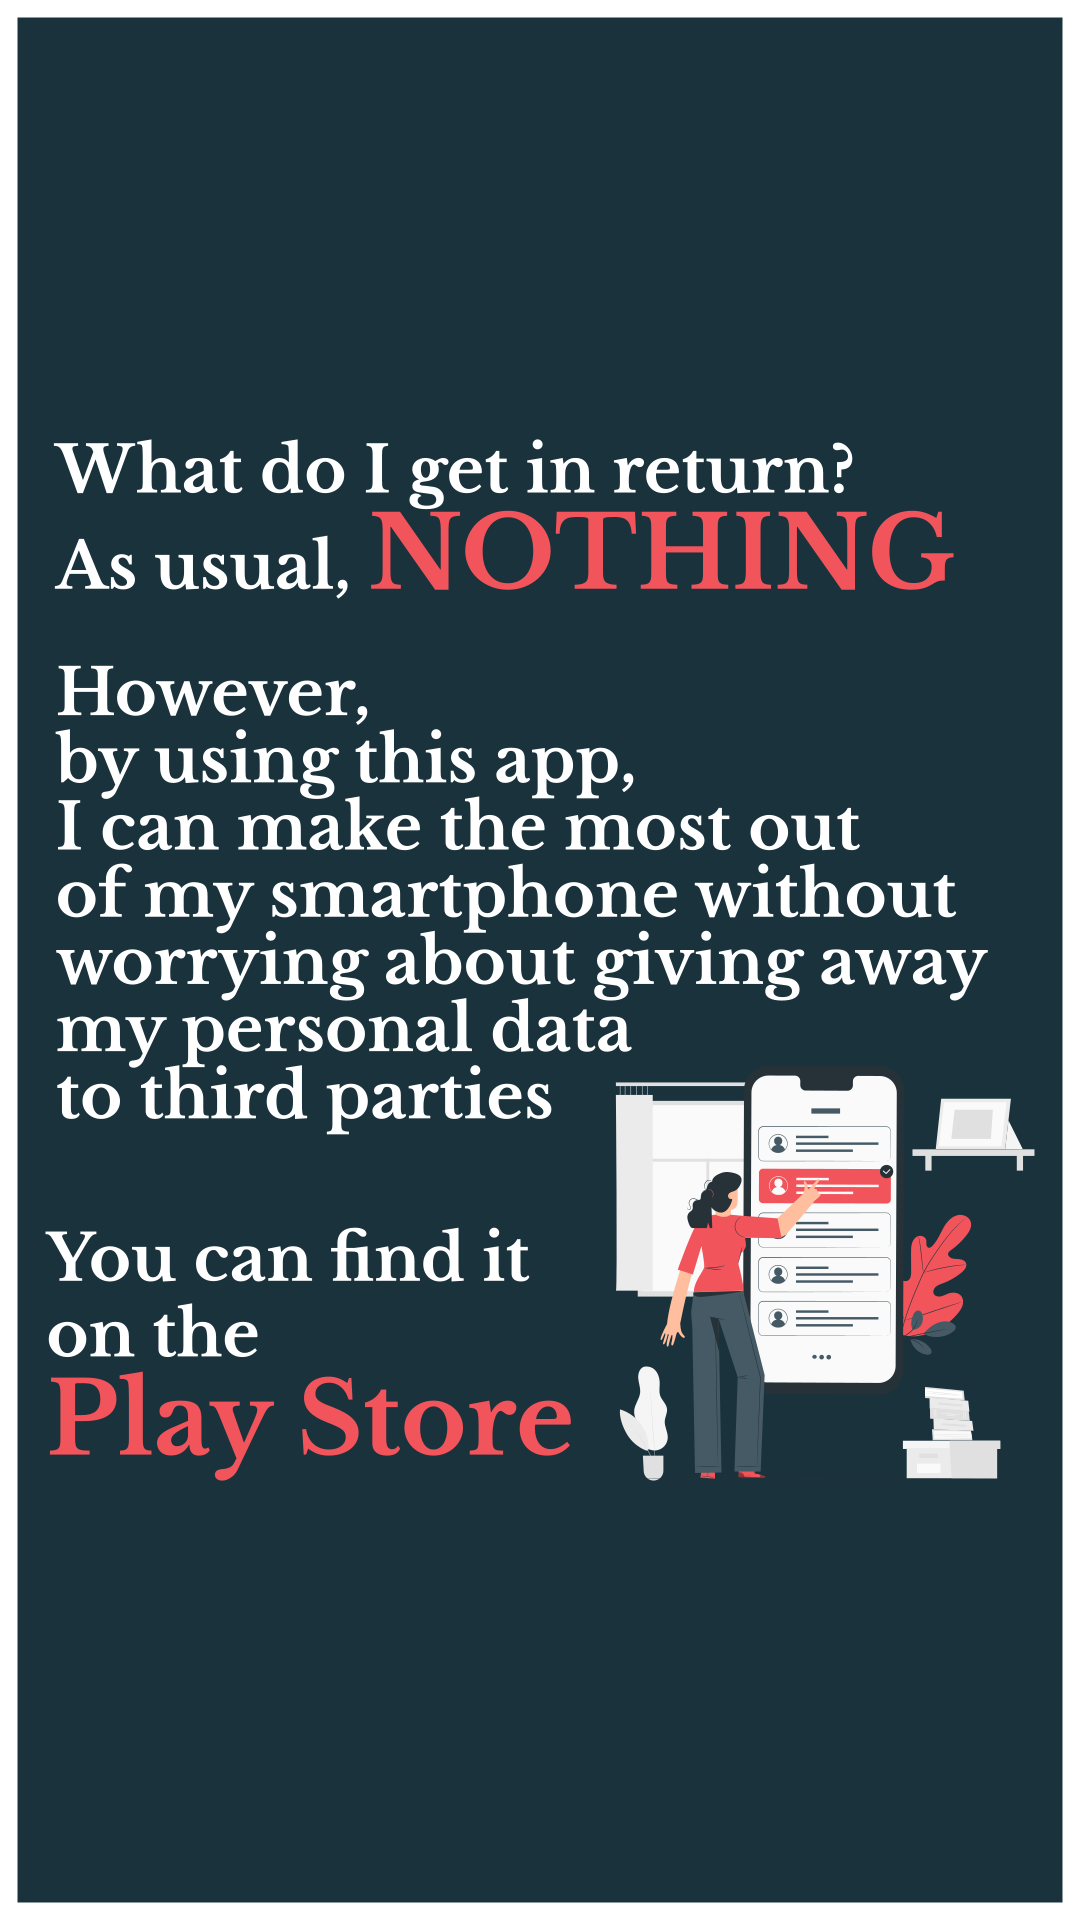 What do I get in return?
As usual, NOTHING
However,
by using this app,
I can make the most out
of my smartphone without
worrying about giving away
my personal data
to third parties
You can find it
on the
Play Store